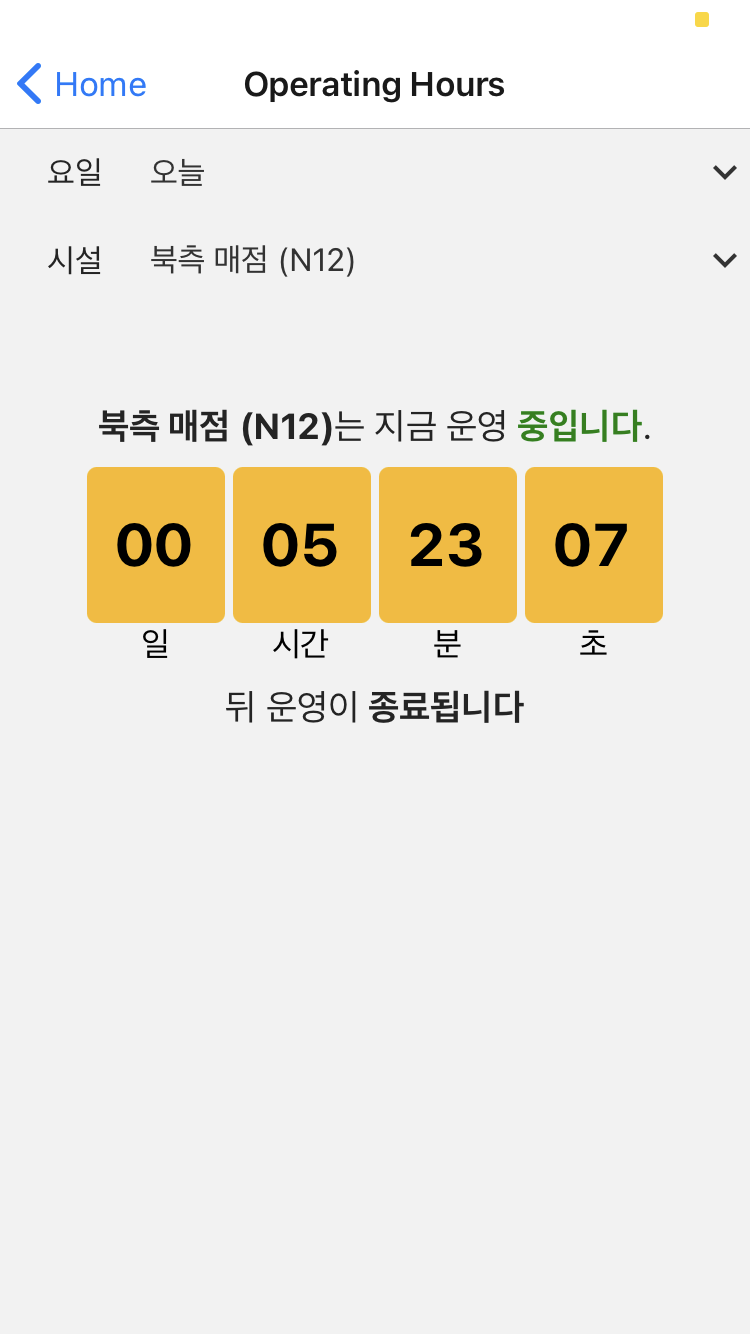 Home Operating Hours
요일 오늘
시설 북측 매점 (N12)
북측 매점 (N12)는 지금 운영 중입니다.
00 05 23 07
일 시간 분 초
뒤 운영이 종료됩니다